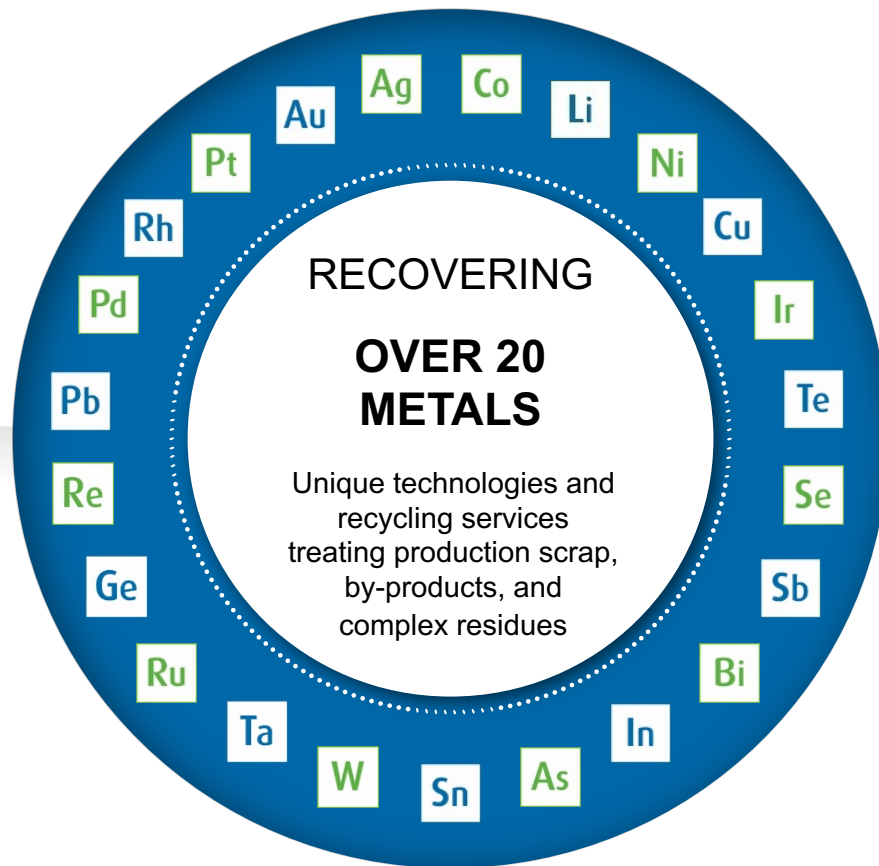 Ag
Co
Li
Ni
Cu
Ir
Te
Se
Sb
Bi
In
As
Sn
W
Ta
Ru
Ge
Re
Pb
Pd
Rh
Pt
Au
RECOVERING
OVER 20
METALS
Unique technologies and
recycling services
treating production scrap,
by-products, and
complex residues